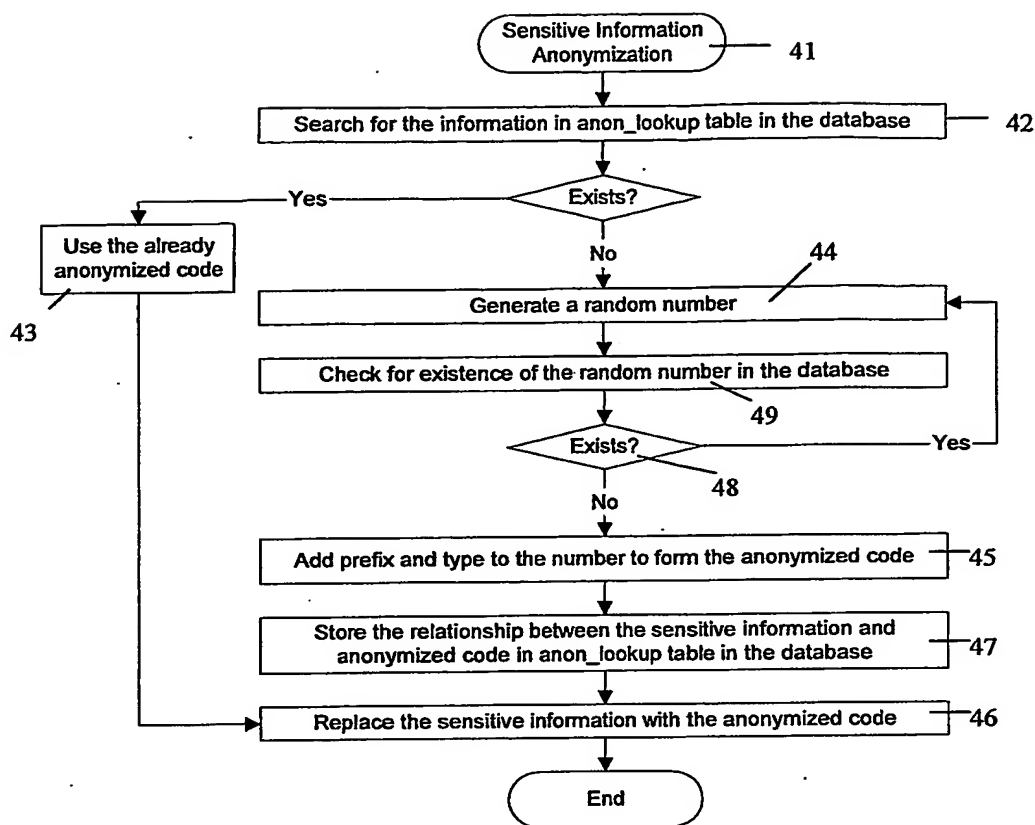 Sensitive Information
Anonymization
41
Search for the information in anon_lookup table in the database
42
Exists?
Yes
No
Use the already
anonymized code
43
44
Generate a random number
Check for existence of the random number in the database
49
Exists?
Yes
48
No
Add prefix and type to the number to form the anonymized code
45
Store the relationship between the sensitive information and
anonymized code in anon_lookup table in the database
47
Replace the sensitive information with the anonymized code
46
End